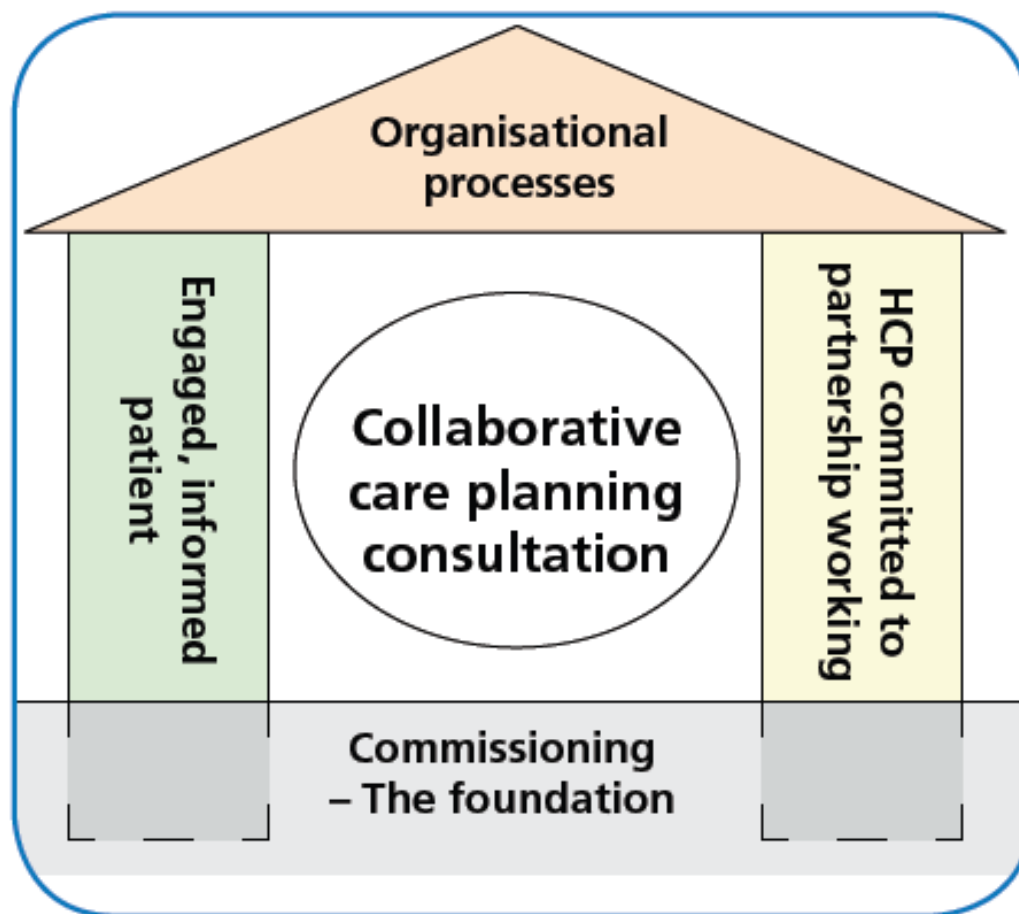 Organisational
processes
Engaged, informed
patient
Collaborative
care planning
consultation
HCP committed to
partnership working
Commissioning
– The foundation